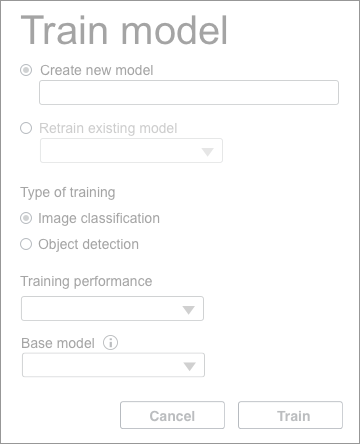 Train model
Create new model
Retrain existing model
Type of training
Image classification
Object detection
Training performance
Base model
Cancel
Train